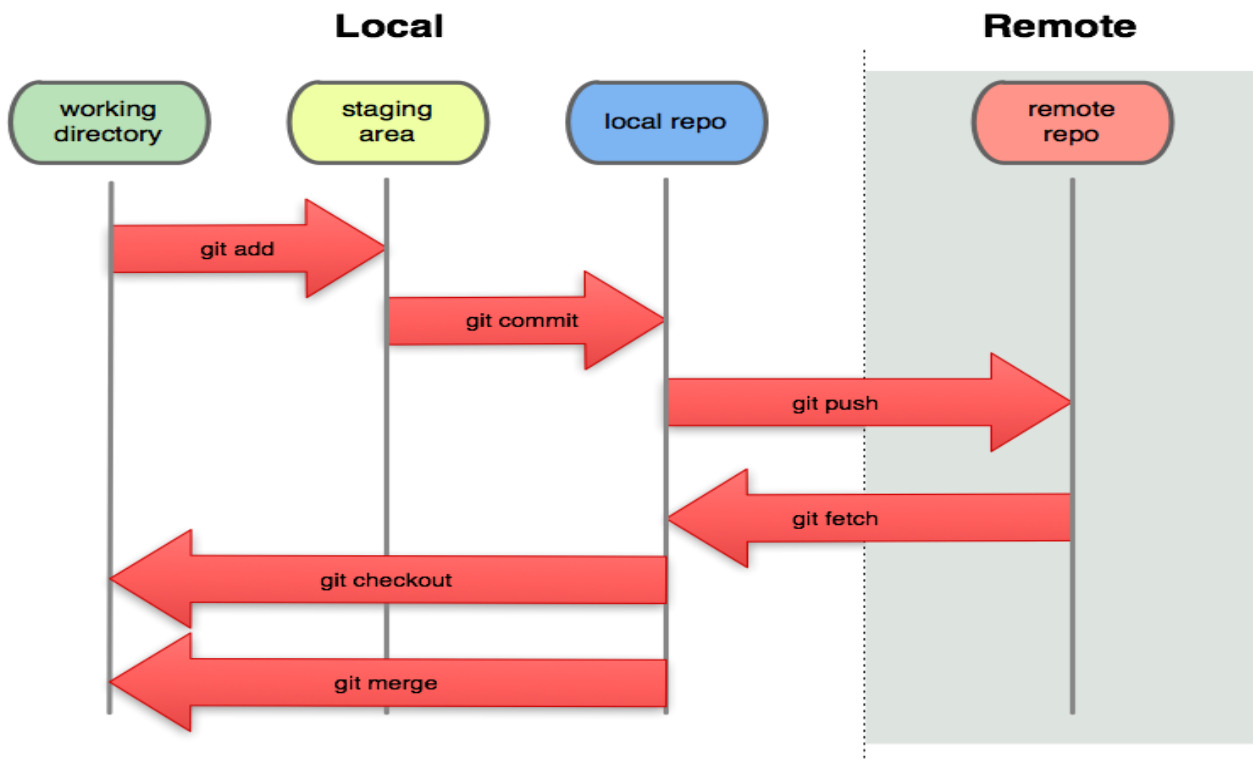 Local
Remote
working
directory
staging
area
local repo
remote
repo
git add
git commit
git push
git fetch
git checkout
git merge